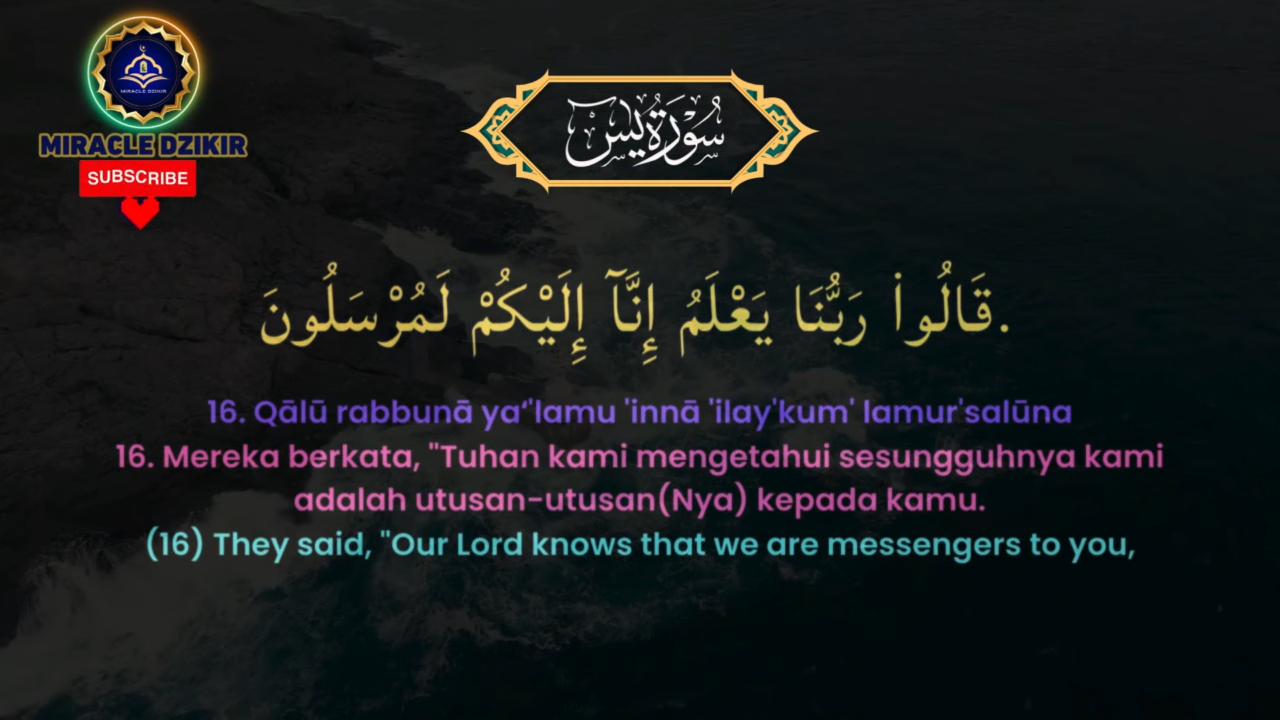 MIRACLE DZIKIR
MIRACLE DZIKIR
SUBSCRIBE
سُوْرَةُ يٰسٓ
قَالُوا۟ رَبُّنَا يَعْلَمُ إِنَّآ إِلَيْكُمْ لَمُرْسَلُونَ.
16. Qālū rabbunā ya‘'lamu 'innā 'ilay'kum' lamur'salūna
16. Mereka berkata, "Tuhan kami mengetahui sesungguhnya kami
adalah utusan-utusan(Nya) kepada kamu.
(16) They said, "Our Lord knows that we are messengers to you,